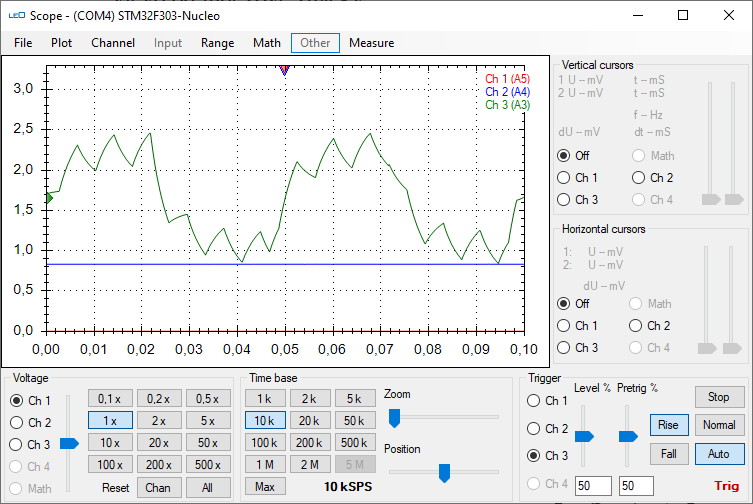 LEO Scope - (COM4) STM32F303-Nucleo
File Plot Channel Input Range Math Other Measure
3,0
2,5
2,0
1,5
1,0
0,5
0,0
0,00 0,01 0,02 0,03 0,04 0,05 0,06 0,07 0,08 0,09 0,10
Ch 1 (A5)
Ch 2 (A4)
Ch 3 (A3)
Vertical cursors
1 U -- mV t -- mS
2 U -- mV t -- mS
f -- Hz
dU -- mV dt -- mS
Off Math
Ch 1 Ch 2
Ch 3 Ch 4
Horizontal cursors
1: U -- mV
2: U -- mV
dU -- mV
Off Math
Ch 1 Ch 2
Ch 3 Ch 4
Voltage
Ch 1 0,1 x 0,2 x 0,5 x
Ch 2 1 x 2 x 5 x
Ch 3 10 x 20 x 50 x
Ch 4 100 x 200 x 500 x
Math Reset Chan All
Time base
1 k 2 k 5 k
10 k 20 k 50 k
100 k 200 k 500 k
1 M 2 M 5 M
Max 10 kSPS
Zoom
Position
Trigger
Level % Pretrig %
Ch 1 Stop
Ch 2 Rise Normal
Ch 3 Fall Auto
Ch 4 50 50 Trig